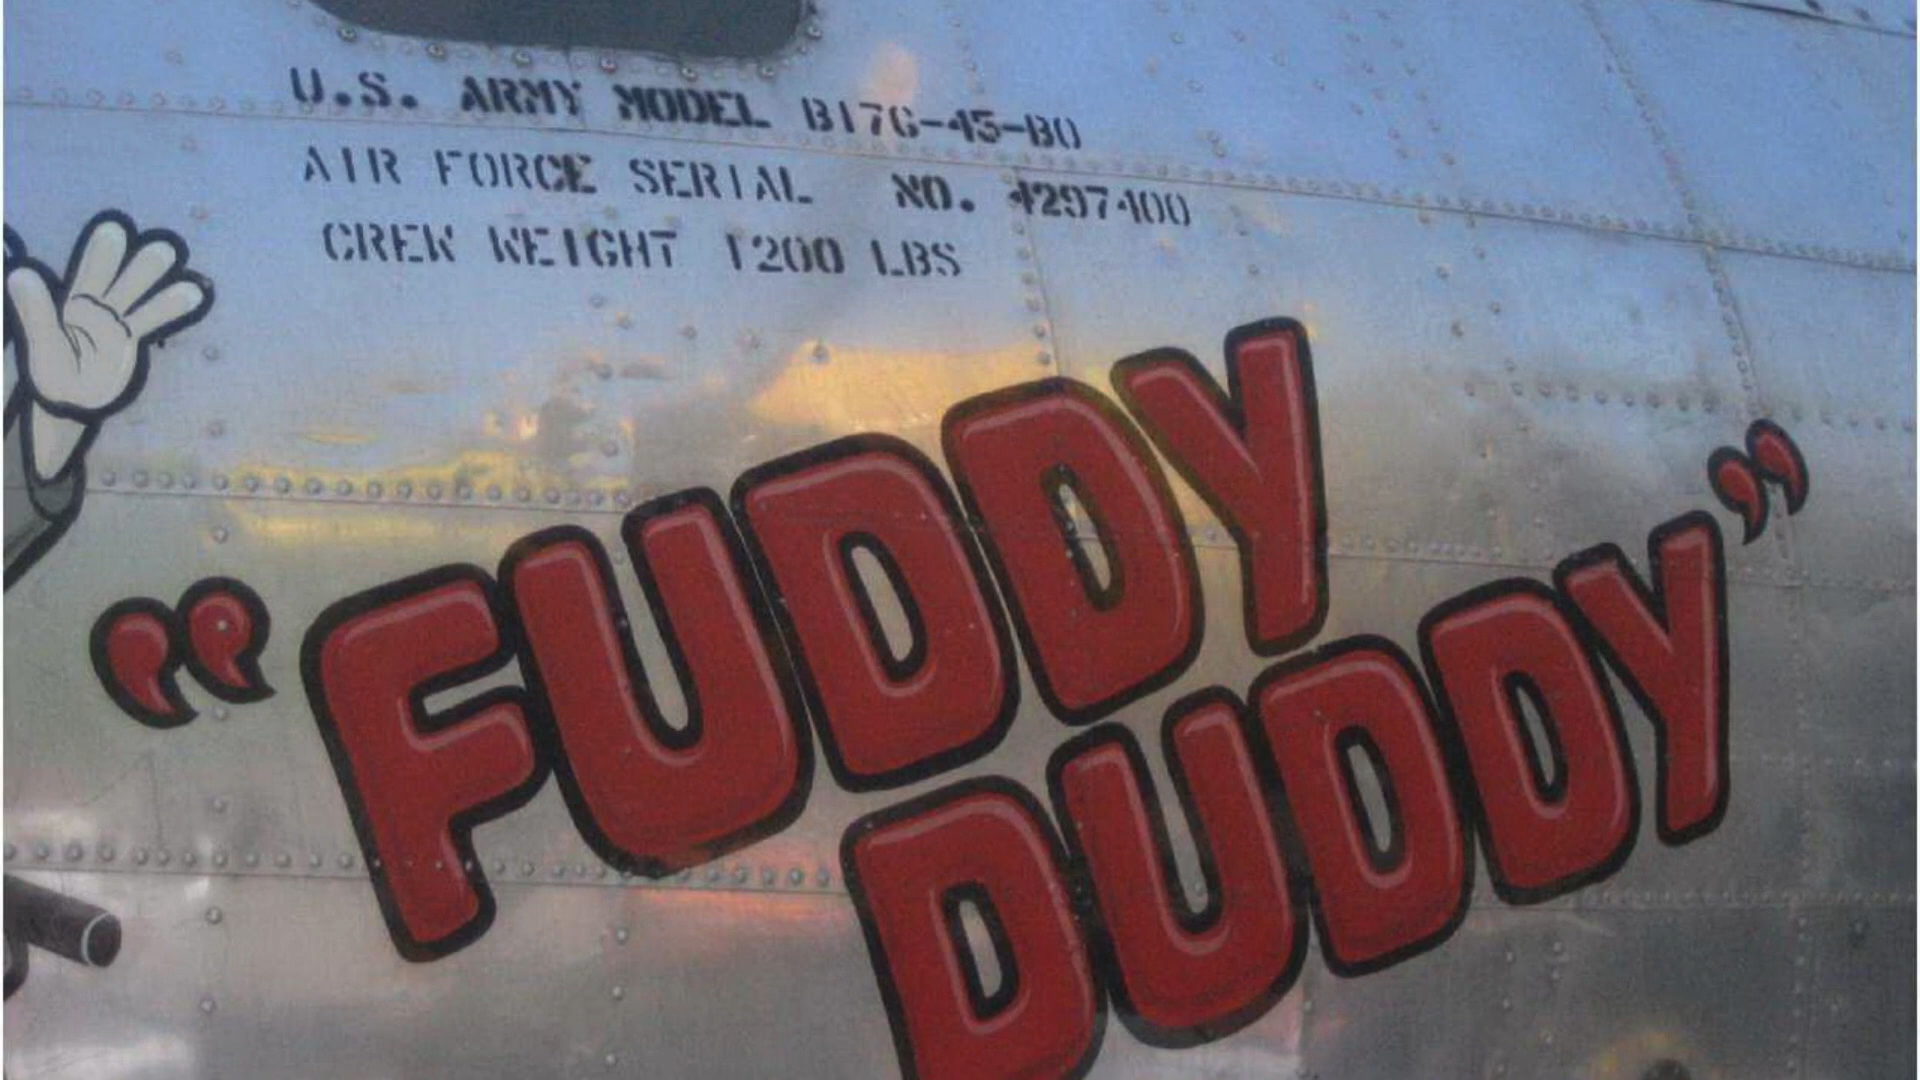 U.S. ARMY MODEL B17G-45-BO
AIR FORCE SERIAL NO. 4297400
CREW WEIGHT 1200 LBS
“FUDDY
DUDDY”